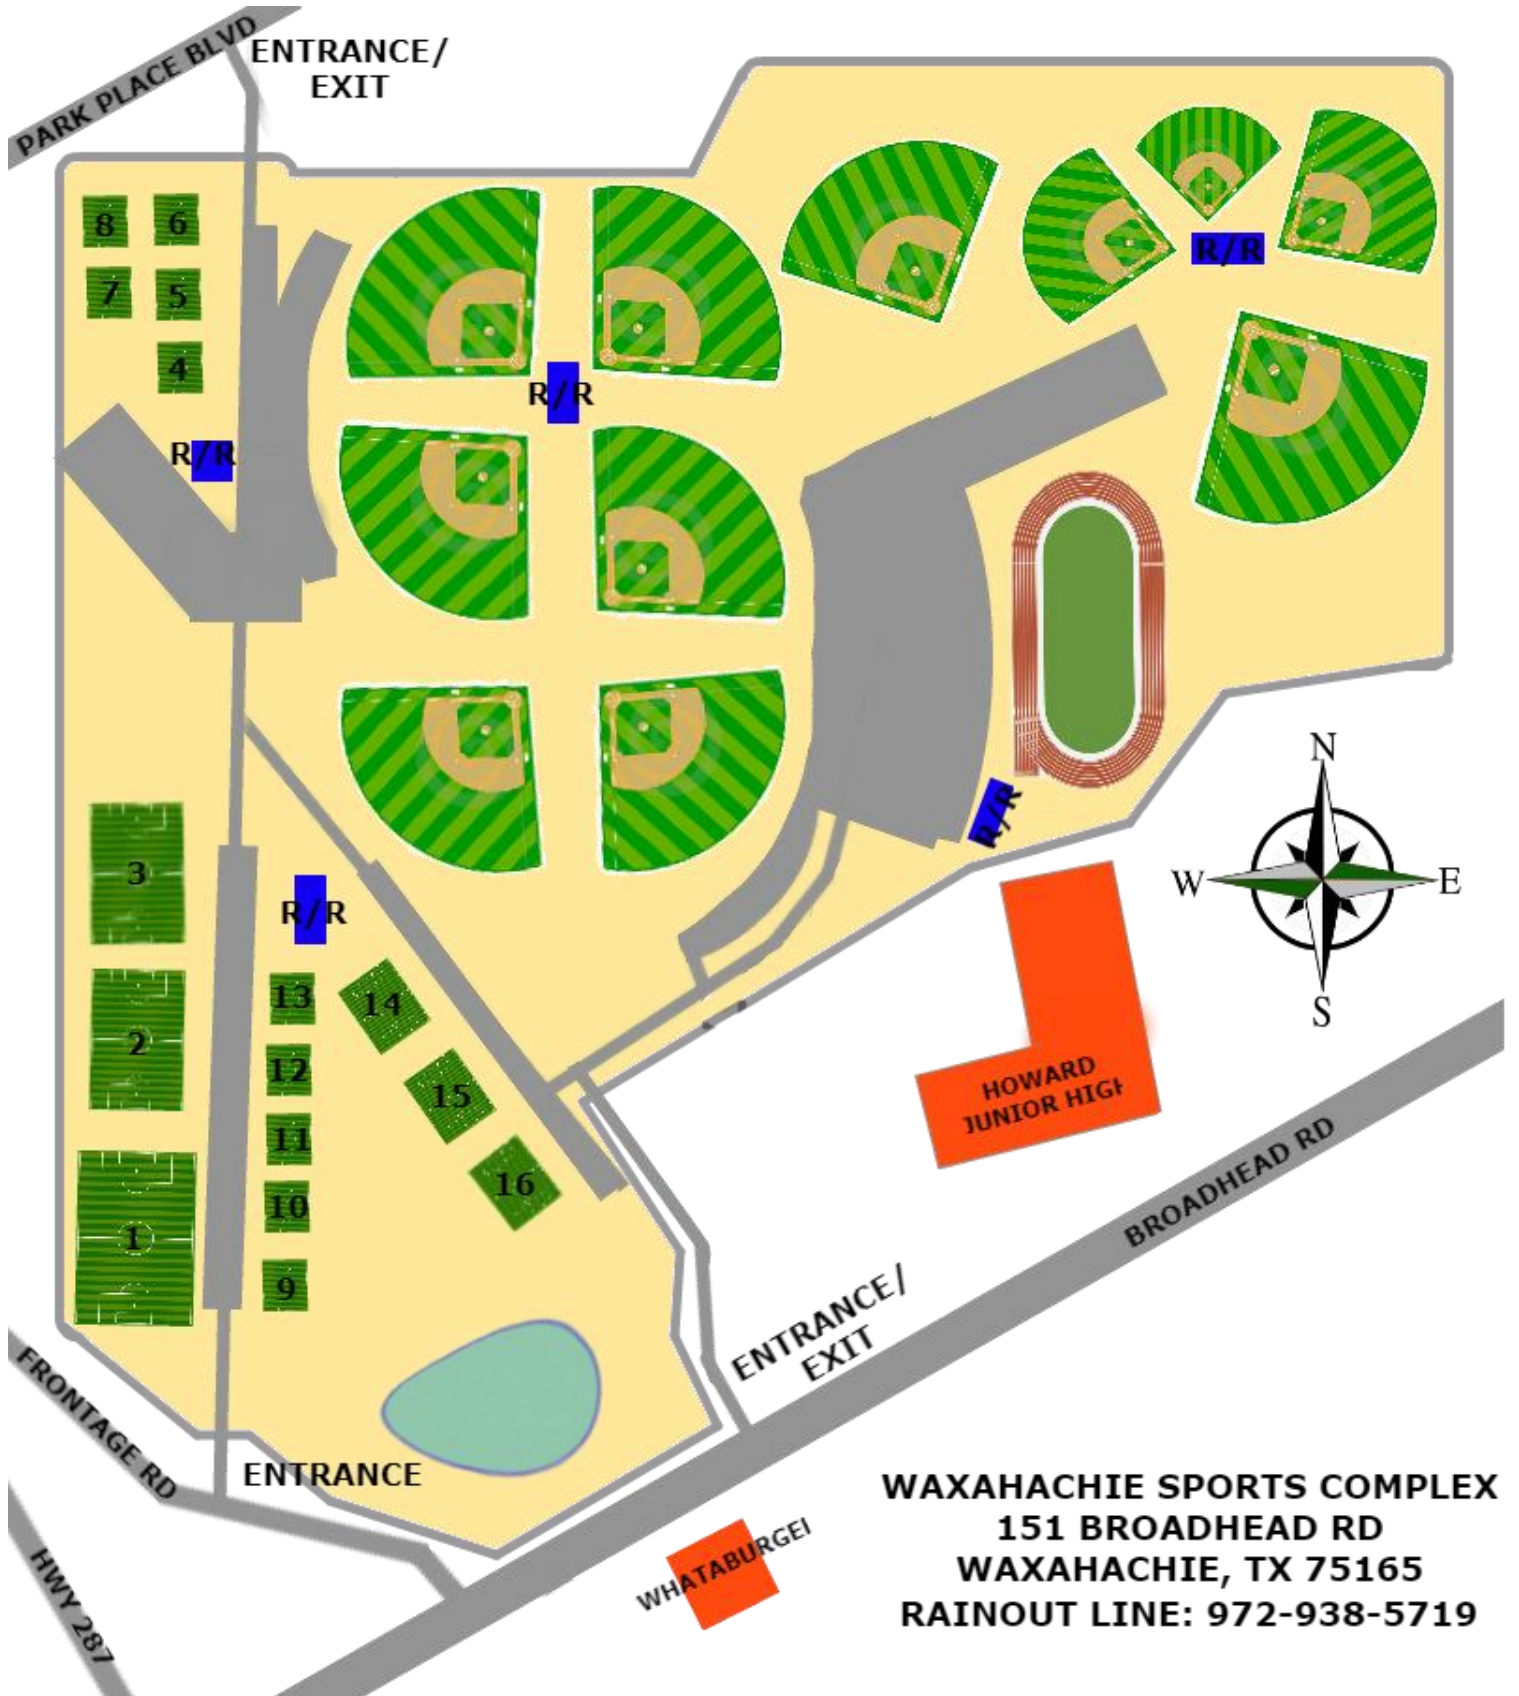 PARK PLACE BLVD
ENTRANCE/
EXIT
8
6
7
5
4
R/R
R/R
R/R
R/R
R/R
3
2
1
13
12
11
10
9
14
15
16
N
W
E
S
HOWARD
JUNIOR HIGH
BROADHEAD RD
ENTRANCE/
EXIT
FRONTAGE RD
ENTRANCE
HWY 287
WHATABURGEI
WAXAHACHIE SPORTS COMPLEX
151 BROADHEAD RD
WAXAHACHIE, TX 75165
RAINOUT LINE: 972-938-5719